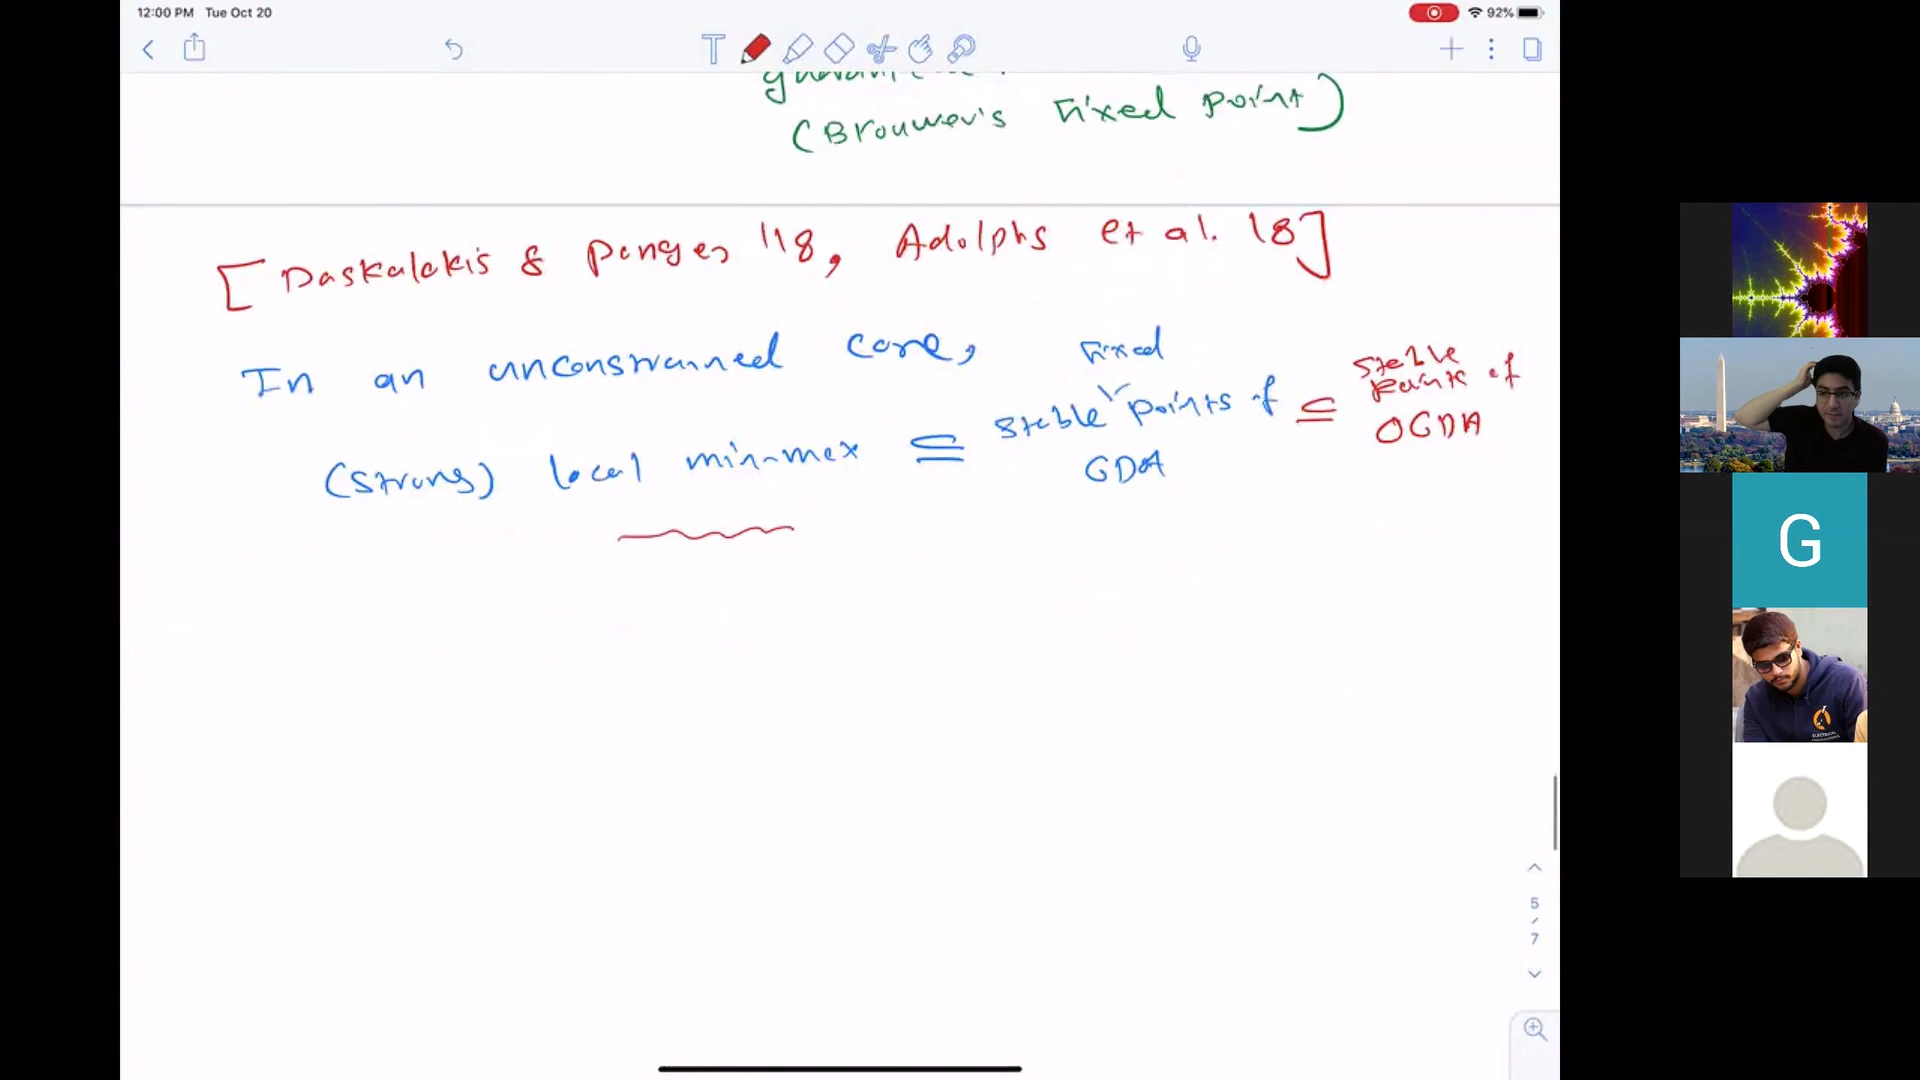 12:00 PM Tue Oct 20
92%
T
(Brouwer's Fixed point)
[Daskalakis & Panageas '18, Adolphs et al. 18]
In an unconstrained case,
(strong) local min-max ⊆ stable fixed points of GDA ⊆ stable points of OGDA
G
ELECTRICAL
5
/
7